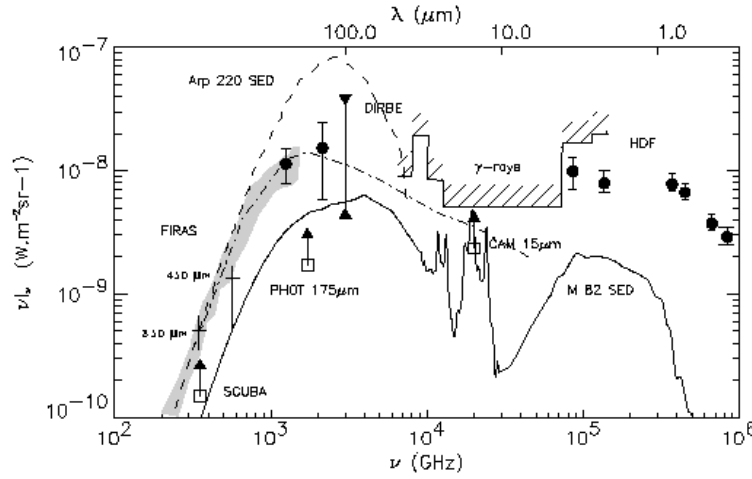 λ (μm)
100.0 10.0 1.0
10⁻⁷
Arp 220 SED
DIRBE
γ-rays
HDF
10⁻⁸
νIᵥ (W.m⁻²sr−1)
FIRAS
450 μm
CAM 15μm
PHOT 175μm
M 82 SED
10⁻⁹
850 μm
SCUBA
10⁻¹⁰
10² 10³ 10⁴ 10⁵ 10⁶
ν (GHz)